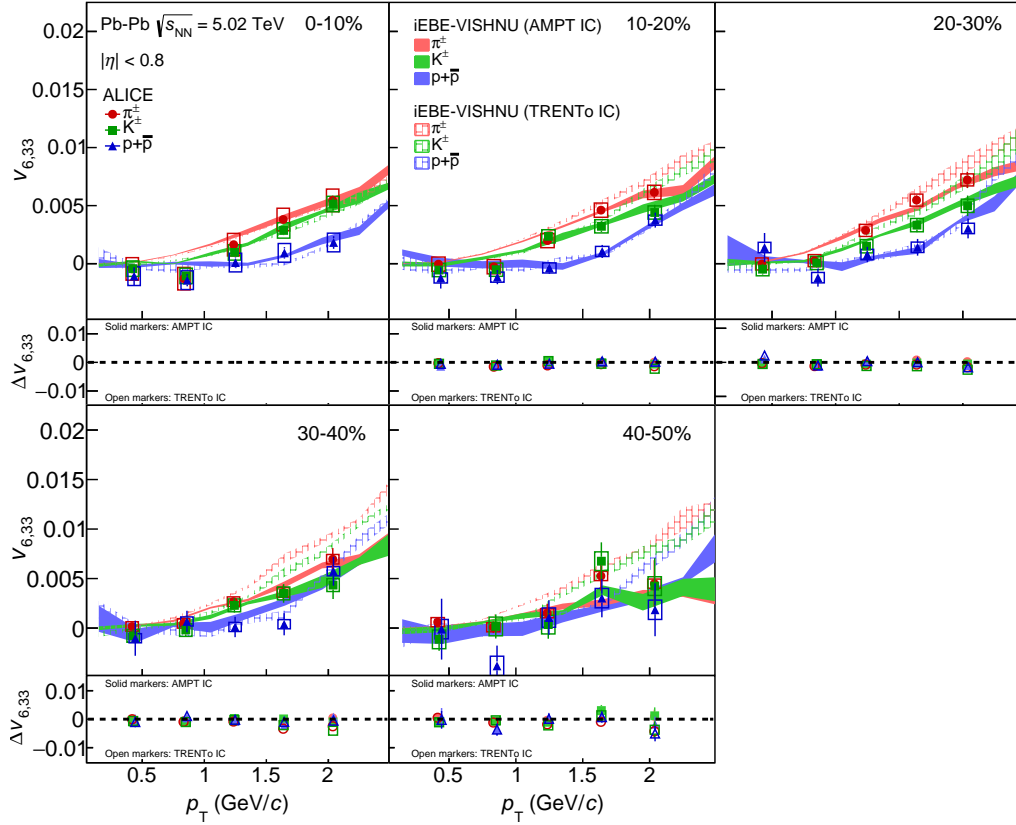 Pb-Pb √sNN = 5.02 TeV 0-10%
|η| < 0.8
ALICE
π±
K±
p+p̅
iEBE-VISHNU (AMPT IC) 10-20%
π±
K±
p+p̅
iEBE-VISHNU (TRENTo IC)
π±
K±
p+p̅
20-30%
v6,33
0.02
0.015
0.01
0.005
0
Δv6,33
0.01
0
−0.01
Solid markers: AMPT IC
Open markers: TRENTo IC
Solid markers: AMPT IC
Open markers: TRENTo IC
Solid markers: AMPT IC
Open markers: TRENTo IC
30-40%
40-50%
v6,33
0.02
0.015
0.01
0.005
0
Δv6,33
0.01
0
−0.01
Solid markers: AMPT IC
Open markers: TRENTo IC
Solid markers: AMPT IC
Open markers: TRENTo IC
0.5 1 1.5 2
pT (GeV/c)
0.5 1 1.5 2
pT (GeV/c)